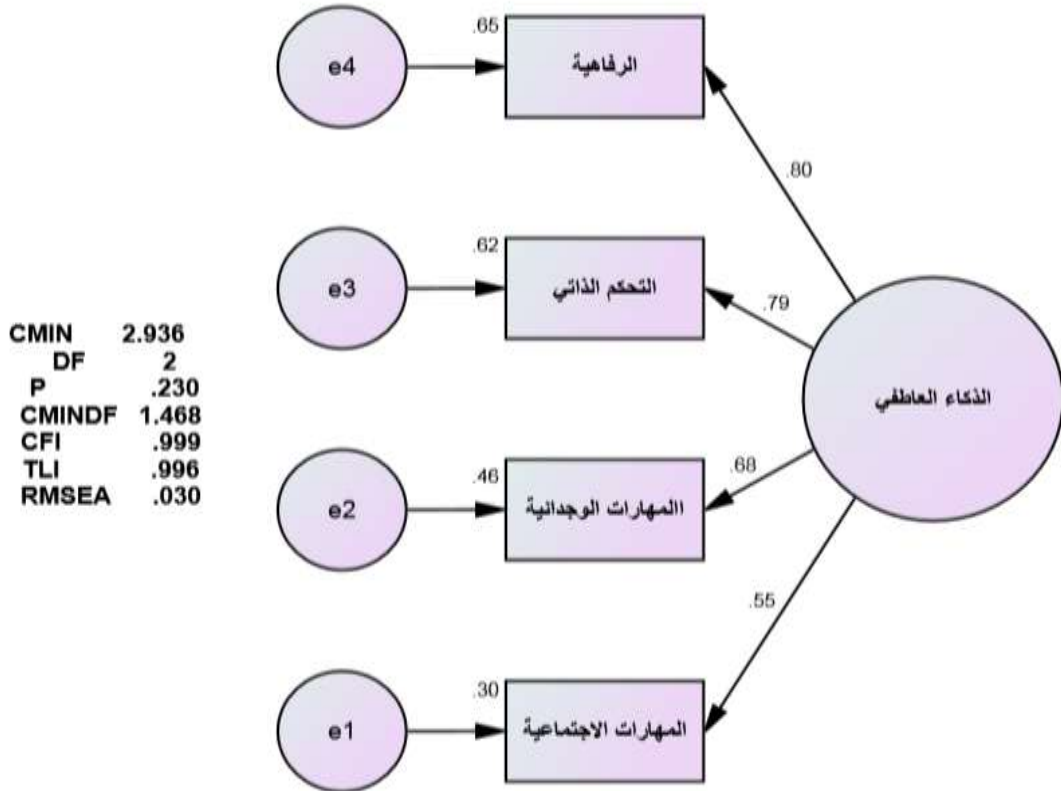 .65
e4
الرفاهية
.80
.62
e3
التحكم الذاتي
.79
الذكاء العاطفي
CMIN 2.936
DF 2
P .230
CMINDF 1.468
CFI .999
TLI .996
RMSEA .030
.46
e2
االمهارات الوجدانية
.68
.55
.30
e1
المهارات الاجتماعية